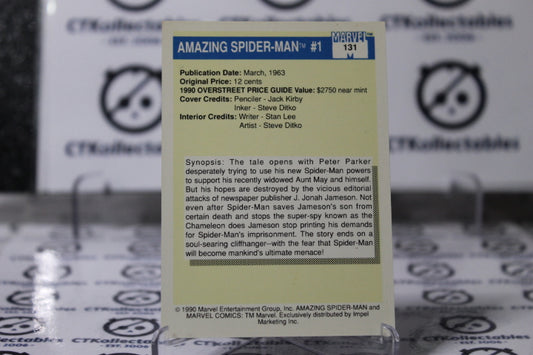 AMAZING SPIDER-MAN™ #1
MARVEL
131
Publication Date: March, 1963
Original Price: 12 cents
1990 OVERSTREET PRICE GUIDE Value: $2750 near mint
Cover Credits: Penciler - Jack Kirby
Inker - Steve Ditko
Interior Credits: Writer - Stan Lee
Artist - Steve Ditko
Synopsis: The tale opens with Peter Parker
desperately trying to use his new Spider-Man powers
to support his recently widowed Aunt May and himself.
But his hopes are destroyed by the vicious editorial
attacks of newspaper publisher J. Jonah Jameson. Not
even after Spider-Man saves Jameson's son from
certain death and stops the super-spy known as the
Chameleon does Jameson stop printing his demands
for Spider-Man's imprisonment. The story ends on a
soul-searing cliffhanger--with the fear that Spider-Man
will become mankind's ultimate menace!
© 1990 Marvel Entertainment Group, Inc. AMAZING SPIDER-MAN and
MARVEL COMICS: TM Marvel. Exclusively distributed by Impel
Marketing Inc.
CTKollectables
CTKollectables